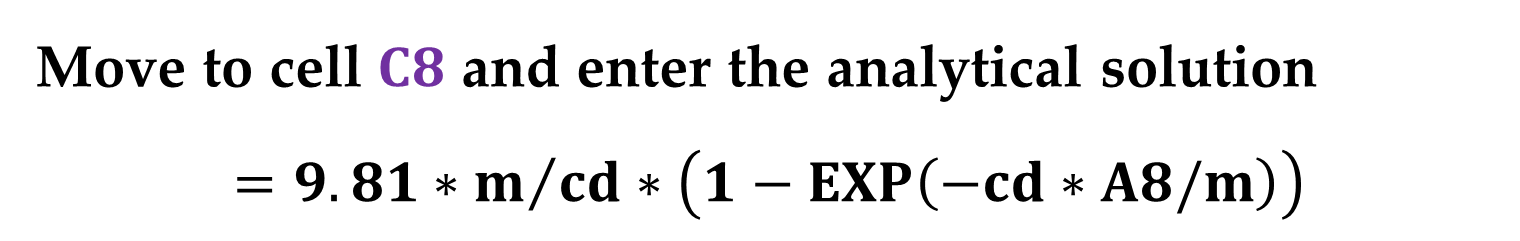 Move to cell C8 and enter the analytical solution
= 9.81 * m/cd * (1 − EXP(−cd * A8/m))